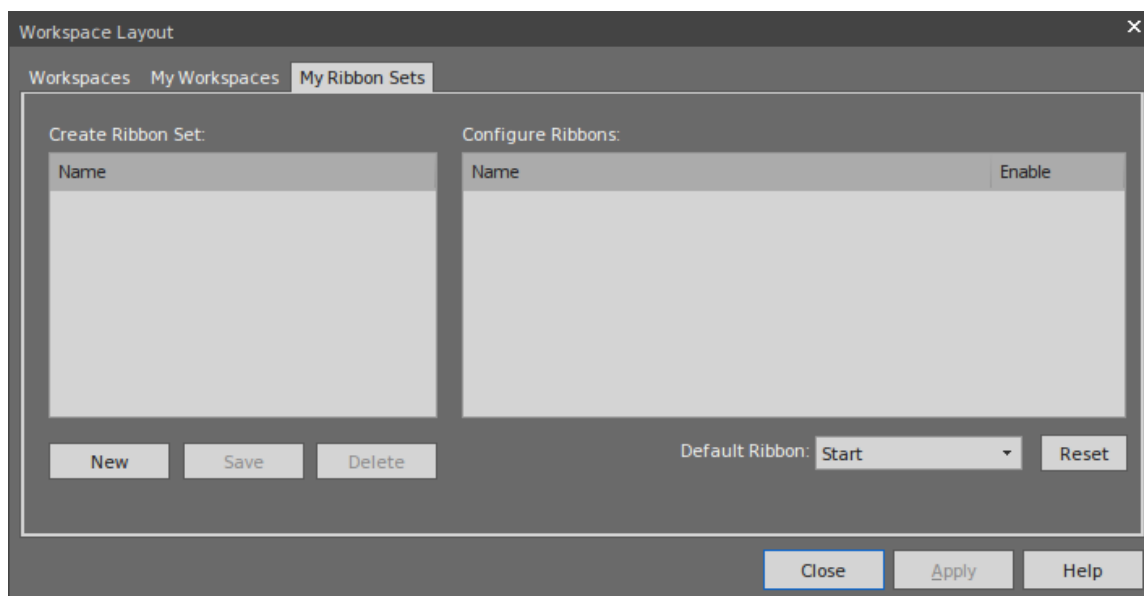 Workspace Layout
Workspaces My Workspaces My Ribbon Sets
Create Ribbon Set: Configure Ribbons:
Name Name Enable
Default Ribbon: Start Reset
New Save Delete
Close Apply Help